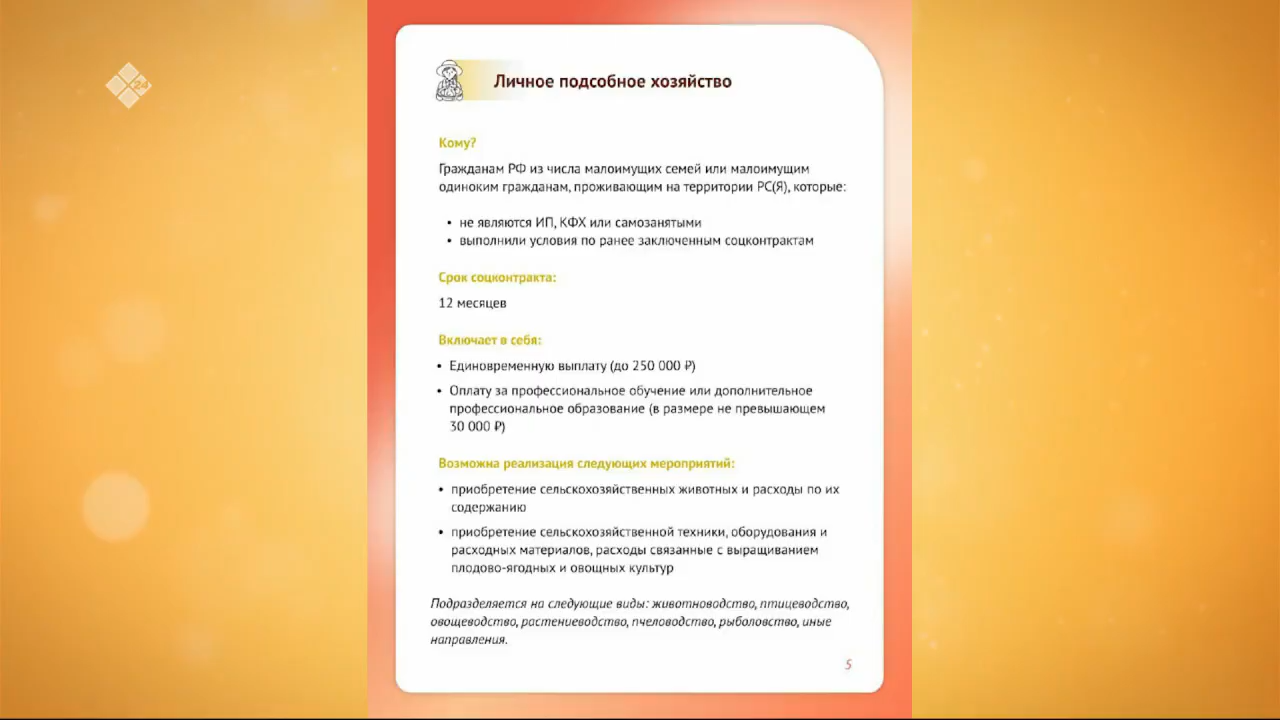 Х24
Личное подсобное хозяйство
Кому?
Гражданам РФ из числа малоимущих семей или малоимущим
одиноким гражданам, проживающим на территории РС(Я), которые:
• не являются ИП, КФХ или самозанятыми
• выполнили условия по ранее заключенным соцконтрактам
Срок соцконтракта:
12 месяцев
Включает в себя:
• Единовременную выплату (до 250 000 ₽)
• Оплату за профессиональное обучение или дополнительное
профессиональное образование (в размере не превышающем
30 000 ₽)
Возможна реализация следующих мероприятий:
• приобретение сельскохозяйственных животных и расходы по их
содержанию
• приобретение сельскохозяйственной техники, оборудования и
расходных материалов, расходы связанные с выращиванием
плодово-ягодных и овощных культур
Подразделяется на следующие виды: животноводство, птицеводство,
овощеводство, растениеводство, пчеловодство, рыболовство, иные
направления.
5